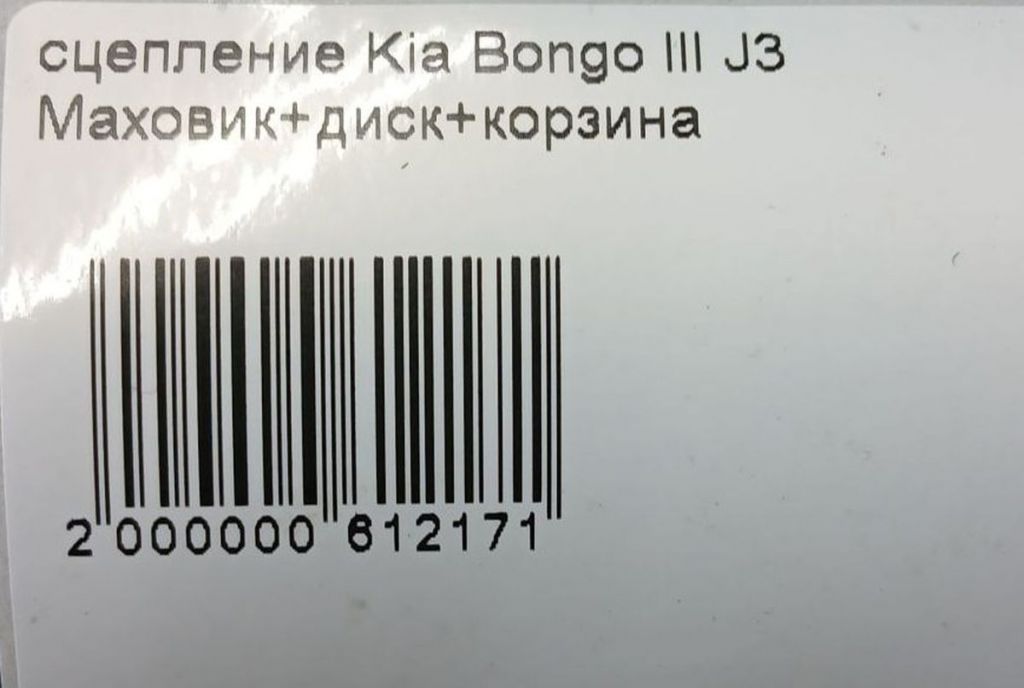 сцепление Kia Bongo III J3
Маховик+диск+корзина
2 000000 612171